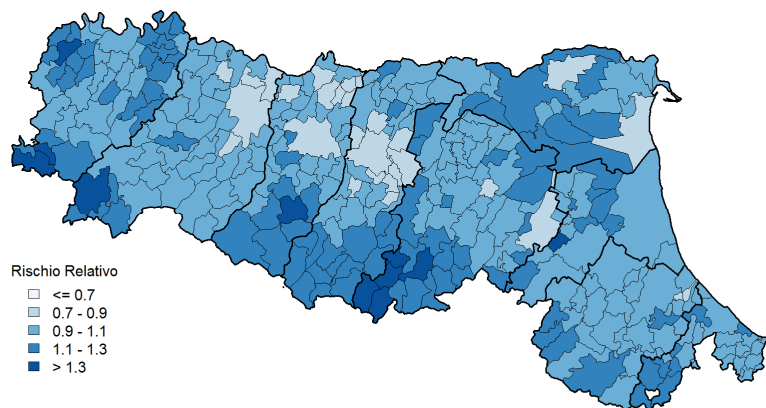 Rischio Relativo
<= 0.7
0.7 - 0.9
0.9 - 1.1
1.1 - 1.3
> 1.3